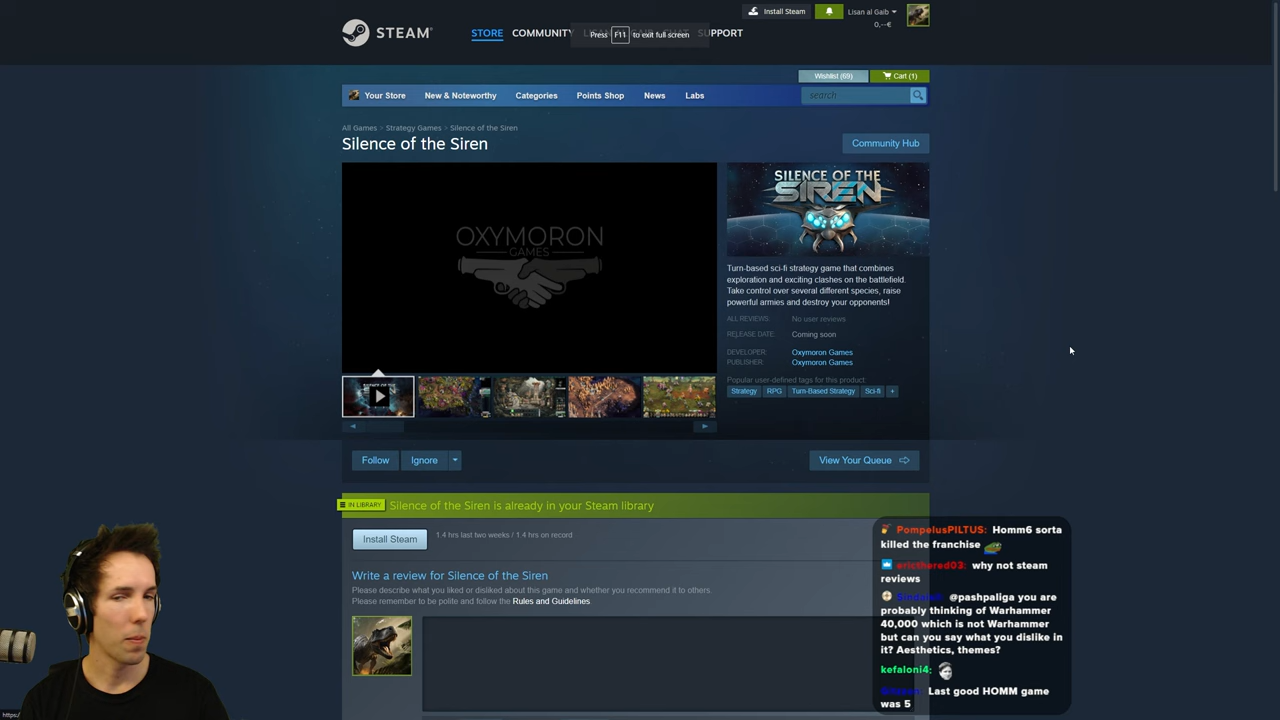 Install Steam
Lisan al Gaib
0,--€
STEAM
STORE
COMMUNITY
SUPPORT
Press F11 to exit full screen
Wishlist (69)
Cart (1)
Your Store
New & Noteworthy
Categories
Points Shop
News
Labs
search
All Games > Strategy Games > Silence of the Siren
Silence of the Siren
Community Hub
OXYMORON
GAMES
SILENCE OF THE
SIREN
Turn-based sci-fi strategy game that combines
exploration and exciting clashes on the battlefield.
Take control over several different species, raise
powerful armies and destroy your opponents!
ALL REVIEWS: No user reviews
RELEASE DATE: Coming soon
DEVELOPER: Oxymoron Games
PUBLISHER: Oxymoron Games
Popular user-defined tags for this product:
Strategy RPG Turn-Based Strategy Sci-fi +
Follow
Ignore
View Your Queue
IN LIBRARY
Silence of the Siren is already in your Steam library
Install Steam
1.4 hrs last two weeks / 1.4 hrs on record
Write a review for Silence of the Siren
Please describe what you liked or disliked about this game and whether you recommend it to others.
Please remember to be polite and follow the Rules and Guidelines.
PompelusPILTUS: Homm6 sorta
killed the franchise
ericthered03: why not steam
reviews
@pashpaliga you are
probably thinking of Warhammer
40,000 which is not Warhammer
but can you say what you dislike in
it? Aesthetics, themes?
kefaloni4:
Last good HOMM game
was 5
https:/